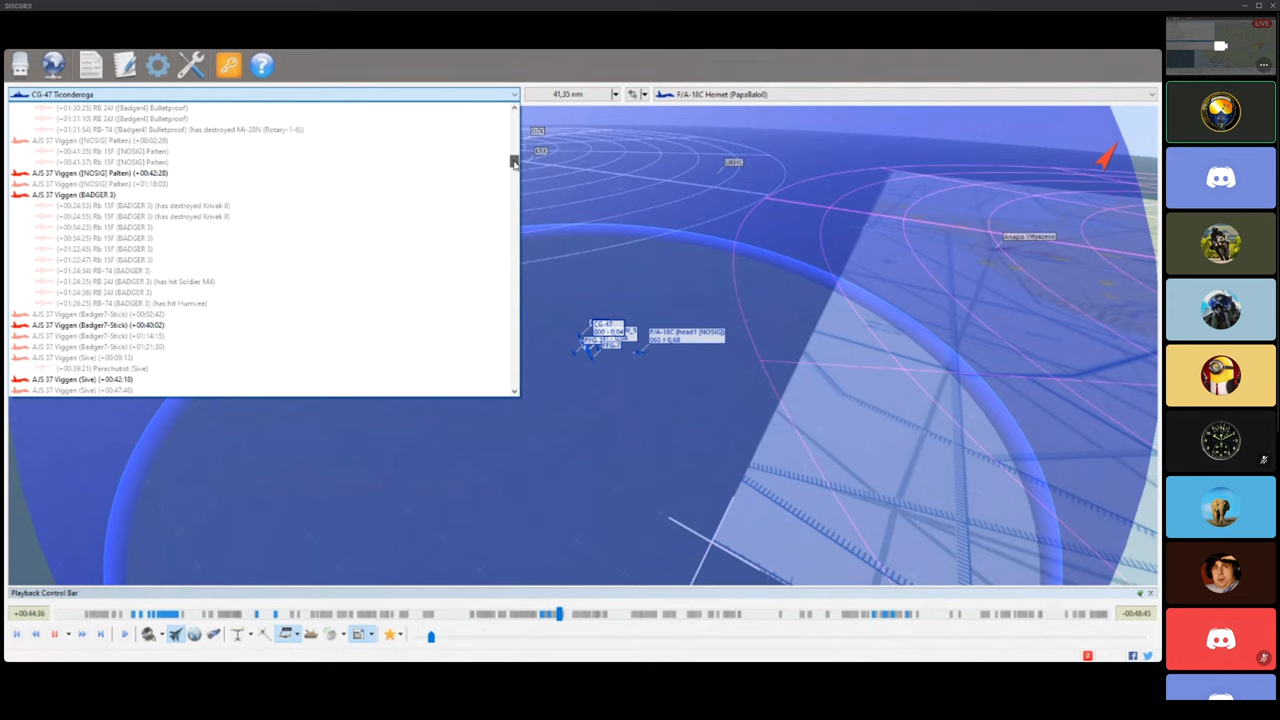 DISCORD
LIVE
CG-47 Ticonderoga
41,35 nm
F/A-18C Hornet (PapaBalo0)
(+01:30:25) RB 24J ([Badger4] Bulletproof)
(+01:31:10) RB 24J ([Badger4] Bulletproof)
(+01:31:54) RB-74 ([Badger4] Bulletproof) (has destroyed Mi-28N (Rotary-1-6))
AJS 37 Viggen ([NOSIG] Palten) (+00:02:29)
(+00:41:35) Rb 15F ([NOSIG] Palten)
(+00:41:37) Rb 15F ([NOSIG] Palten)
AJS 37 Viggen ([NOSIG] Palten) (+00:42:28)
AJS 37 Viggen ([NOSIG] Palten) (+01:18:03)
AJS 37 Viggen (BADGER 3)
(+00:24:53) Rb 15F (BADGER 3) (has destroyed Krivak II)
(+00:24:55) Rb 15F (BADGER 3) (has destroyed Krivak II)
(+00:54:23) Rb 15F (BADGER 3)
(+00:54:25) Rb 15F (BADGER 3)
(+01:22:45) Rb 15F (BADGER 3)
(+01:22:47) Rb 15F (BADGER 3)
(+01:24:34) RB-74 (BADGER 3)
(+01:24:35) RB 24J (BADGER 3) (has hit Soldier M4)
(+01:24:36) RB 24J (BADGER 3)
(+01:26:25) RB-74 (BADGER 3) (has hit Humvee)
AJS 37 Viggen (Badger7-Stick) (+00:02:42)
AJS 37 Viggen (Badger7-Stick) (+00:40:02)
AJS 37 Viggen (Badger7-Stick) (+01:14:15)
AJS 37 Viggen (Badger7-Stick) (+01:21:30)
AJS 37 Viggen (Sive) (+00:09:13)
(+00:39:21) Parachutist (Sive)
AJS 37 Viggen (Sive) (+00:42:18)
AJS 37 Viggen (Sive) (+00:47:48)
UKHC
Anapa Vityazevo
CG-47
000 - 0,04
FFG-7
F/A-18C (head1 [NOSIG])
065 ↑ 0,60
Playback Control Bar
+00:44:36
-00:48:45